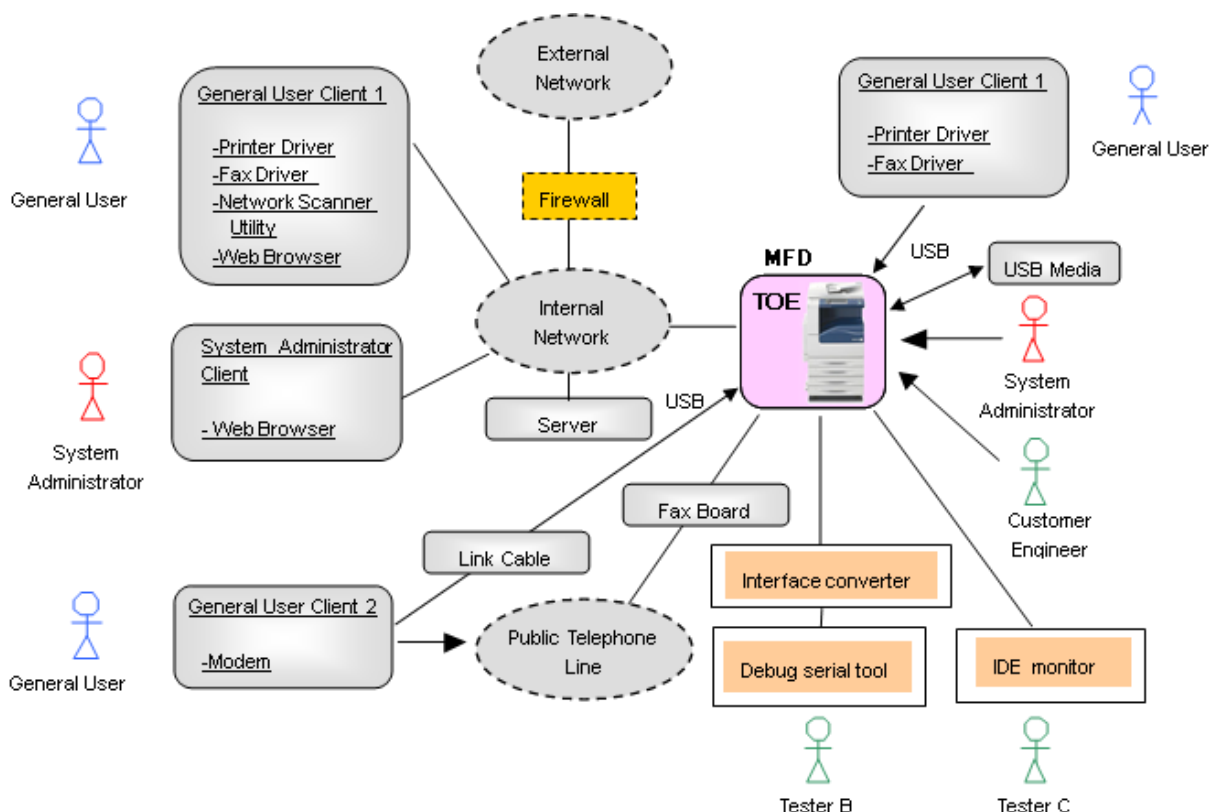 External
Network
General User Client 1
-Printer Driver
-Fax Driver
-Network Scanner
Utility
-Web Browser
General User
General User Client 1
-Printer Driver
-Fax Driver
General User
Firewall
USB
MFD
USB Media
TOE
Internal
Network
System Administrator
Client
- Web Browser
System
Administrator
System
Administrator
USB
Server
Fax Board
Customer
Engineer
Link Cable
Interface converter
General User Client 2
-Modem
General User
Public Telephone
Line
Debug serial tool
IDE monitor
Tester B
Tester C